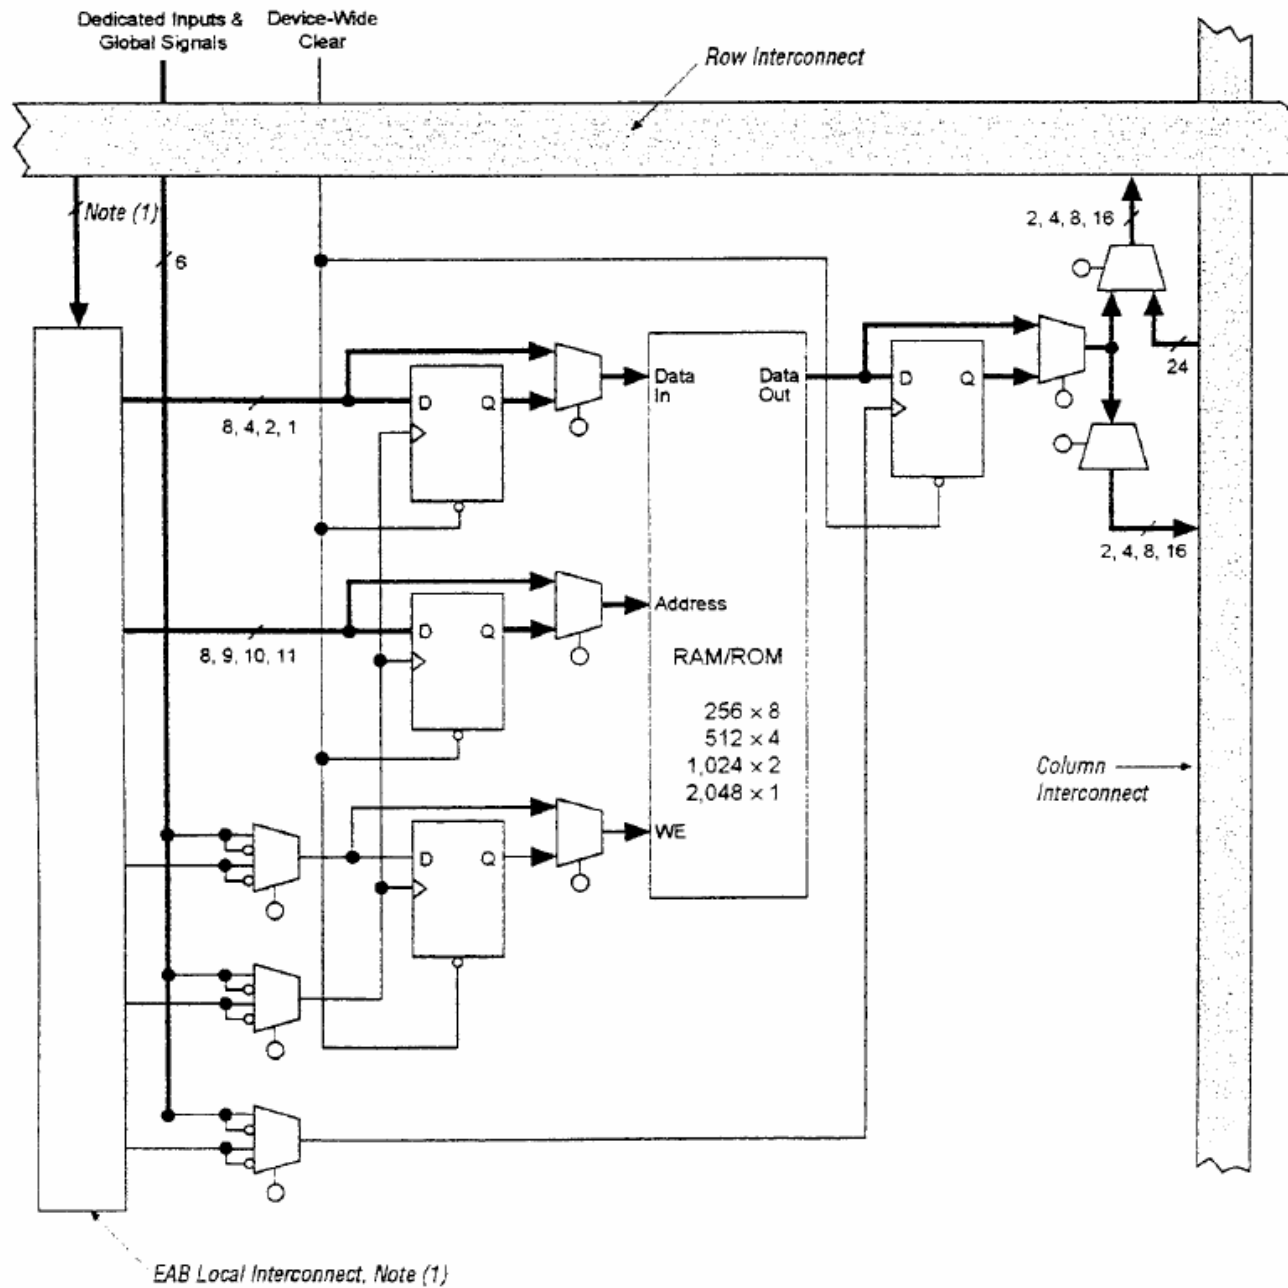 Dedicated Inputs &
Global Signals
Device-Wide
Clear
Row Interconnect
Note (1)
6
2, 4, 8, 16
24
8, 4, 2, 1
D
Q
Data
In
Data
Out
D
Q
2, 4, 8, 16
8, 9, 10, 11
D
Q
Address
RAM/ROM
256 × 8
512 × 4
1,024 × 2
2,048 × 1
Column
Interconnect
D
Q
WE
EAB Local Interconnect, Note (1)